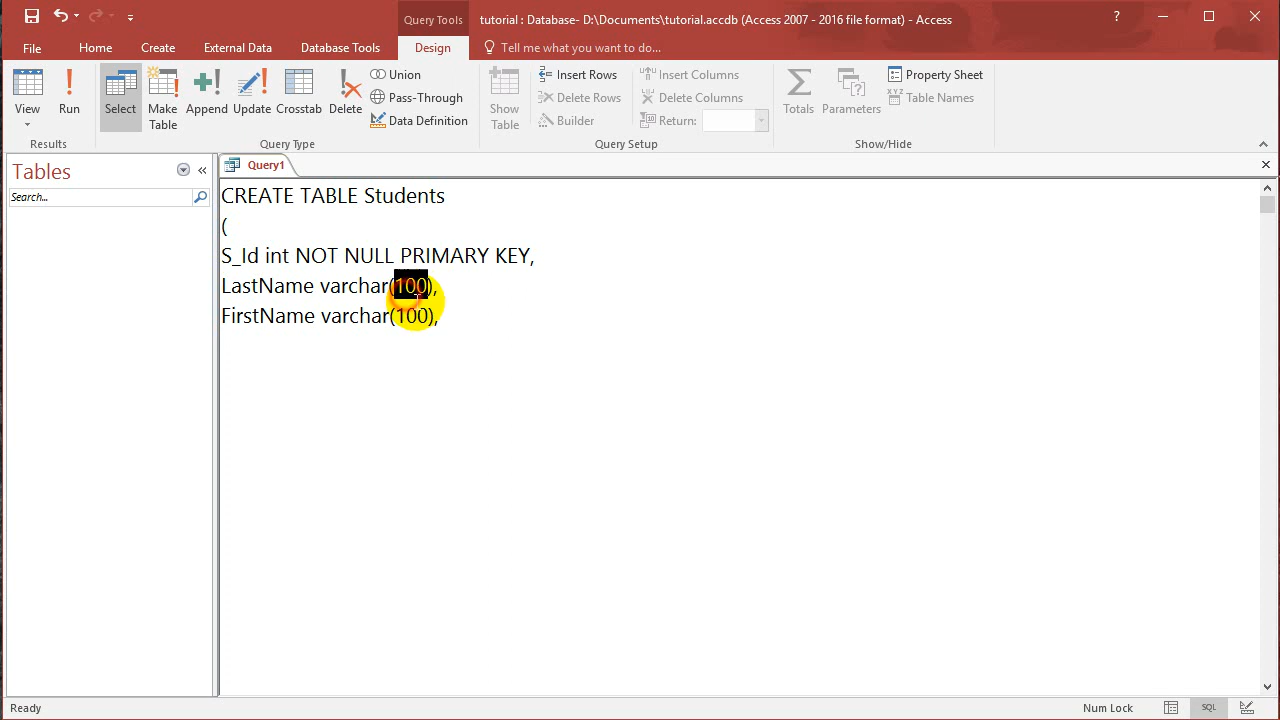 Query Tools
tutorial : Database- D:\Documents\tutorial.accdb (Access 2007 - 2016 file format) - Access
?
File
Home
Create
External Data
Database Tools
Design
Tell me what you want to do...
View
Run
Results
Select
Make Table
Append
Update
Crosstab
Delete
Union
Pass-Through
Data Definition
Query Type
Show Table
Insert Rows
Delete Rows
Builder
Insert Columns
Delete Columns
Return:
Query Setup
Totals
Parameters
Property Sheet
XYZ
Table Names
Show/Hide
Tables
Search...
Query1
CREATE TABLE Students
(
S_Id int NOT NULL PRIMARY KEY,
LastName varchar(100),
FirstName varchar(100),
Ready
Num Lock
SQL